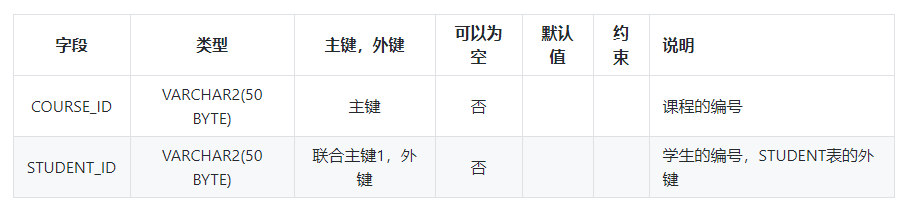 字段 类型 主键，外键 可以为空 默认值 约束 说明
COURSE_ID VARCHAR2(50 BYTE) 主键 否 课程的编号
STUDENT_ID VARCHAR2(50 BYTE) 联合主键1，外键 否 学生的编号，STUDENT表的外键